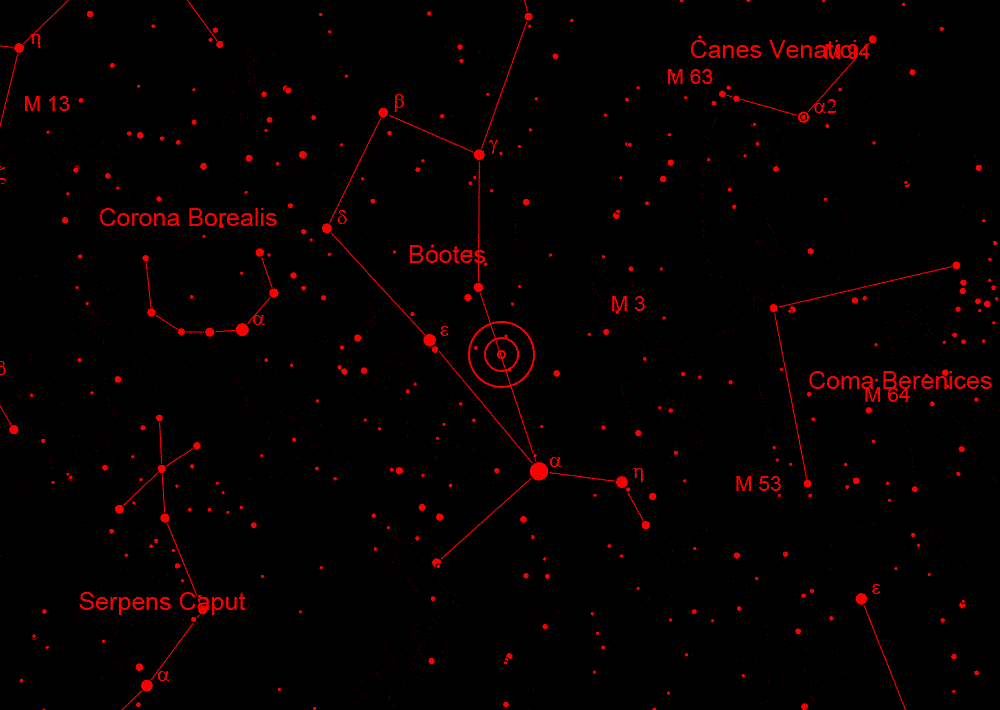 η
Canes Venatici
M 94
M 63
M 13
β
α2
γ
ξ
Corona Borealis
δ
Bootes
M 3
α
ε
β
Coma Berenices
M 64
α
η
M 53
ε
Serpens Caput
α